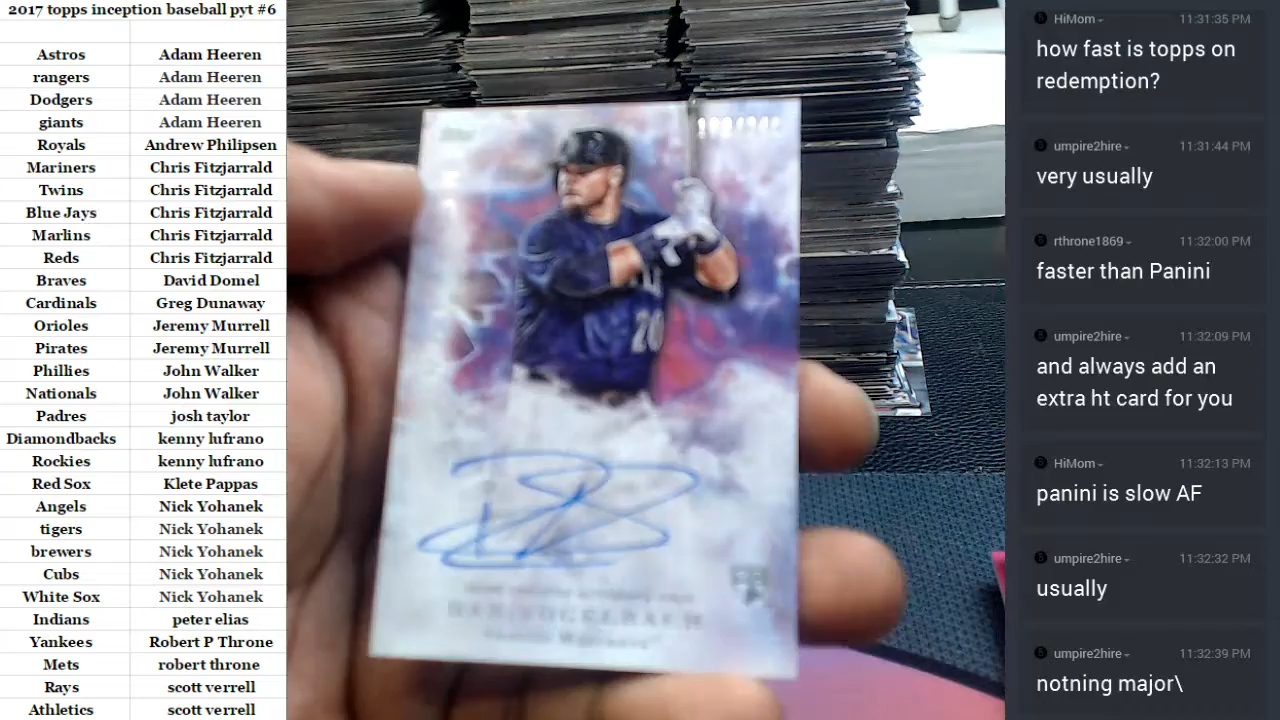 2017 topps inception baseball pyt #6
Astros Adam Heeren
rangers Adam Heeren
Dodgers Adam Heeren
giants Adam Heeren
Royals Andrew Philipsen
Mariners Chris Fitzjarrald
Twins Chris Fitzjarrald
Blue Jays Chris Fitzjarrald
Marlins Chris Fitzjarrald
Reds Chris Fitzjarrald
Braves David Domel
Cardinals Greg Dunaway
Orioles Jeremy Murrell
Pirates Jeremy Murrell
Phillies John Walker
Nationals John Walker
Padres josh taylor
Diamondbacks kenny lufrano
Rockies kenny lufrano
Red Sox Klete Pappas
Angels Nick Yohanek
tigers Nick Yohanek
brewers Nick Yohanek
Cubs Nick Yohanek
White Sox Nick Yohanek
Indians peter elias
Yankees Robert P Throne
Mets robert throne
Rays scott verrell
Athletics scott verrell
20
DAN VOGELBACH
HiMom 11:31:35 PM
how fast is topps on
redemption?
umpire2hire 11:31:44 PM
very usually
rthrone1869 11:32:00 PM
faster than Panini
umpire2hire 11:32:09 PM
and always add an
extra ht card for you
HiMom 11:32:13 PM
panini is slow AF
umpire2hire 11:32:32 PM
usually
umpire2hire 11:32:39 PM
notning major\